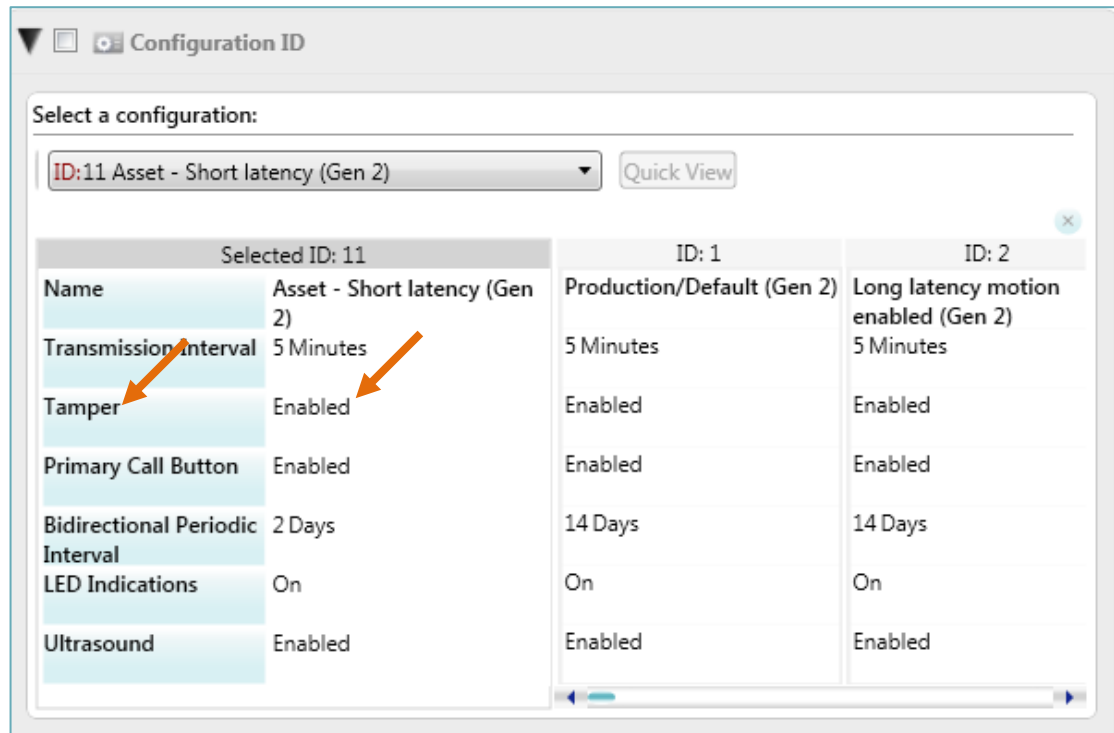 Configuration ID
Select a configuration:
ID:11 Asset - Short latency (Gen 2)
Quick View
Selected ID: 11
ID: 1
ID: 2
Name
Asset - Short latency (Gen
2)
Production/Default (Gen 2)
Long latency motion
enabled (Gen 2)
Transmission Interval
5 Minutes
5 Minutes
5 Minutes
Tamper
Enabled
Enabled
Enabled
Primary Call Button
Enabled
Enabled
Enabled
Bidirectional Periodic
Interval
2 Days
14 Days
14 Days
LED Indications
On
On
On
Ultrasound
Enabled
Enabled
Enabled